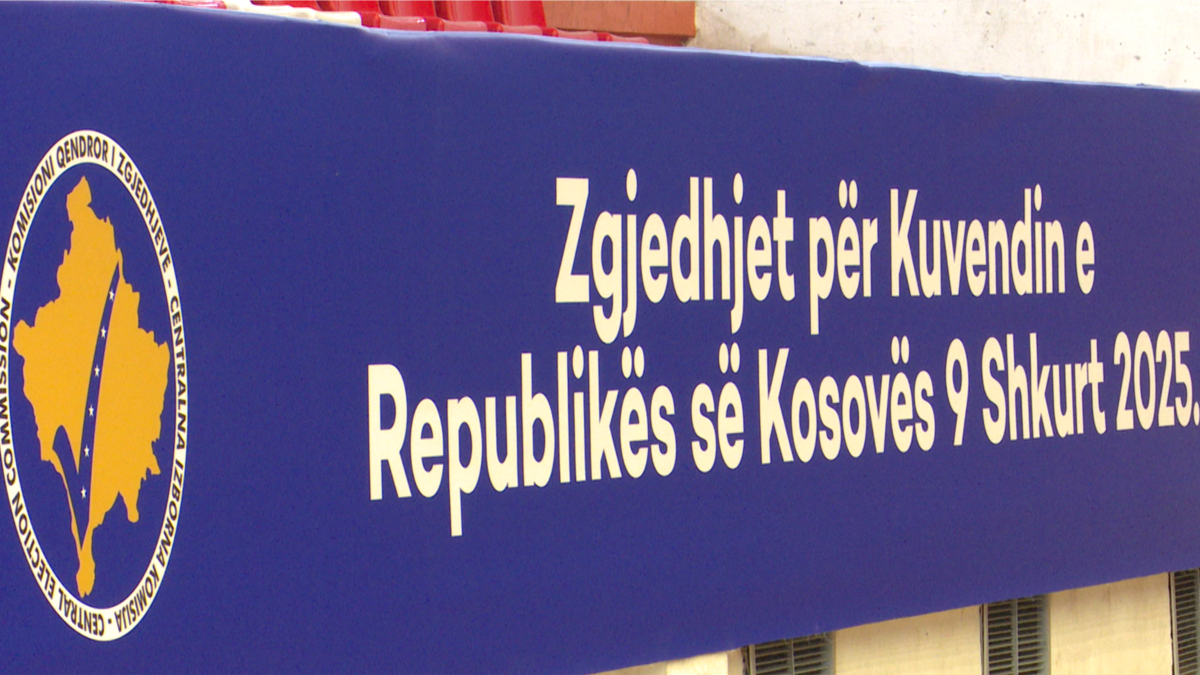 KOMISIONI QENDROR I ZGJEDHJEVE - CENTRALNA IZBORNA KOMISIJA - CENTRAL ELECTION COMMISSION -
Zgjedhjet për Kuvendin e
Republikës së Kosovës 9 Shkurt 2025.